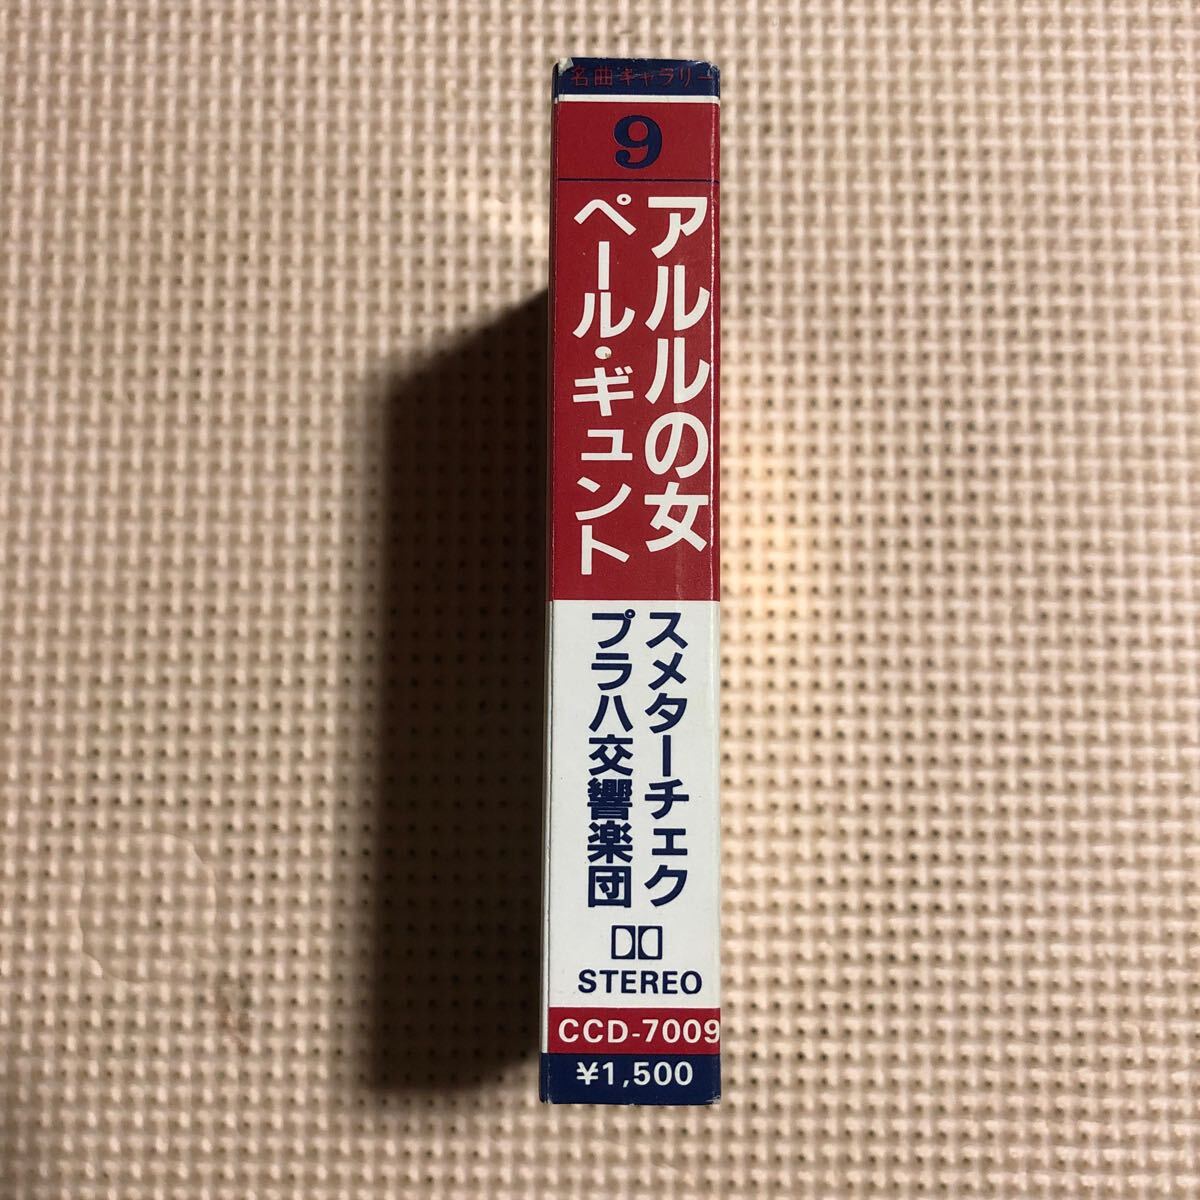 名曲ギャラリー
9
アルルの女
ペール・ギュント
スメターチェク
プラハ交響楽団
STEREO
CCD-7009
¥1,500